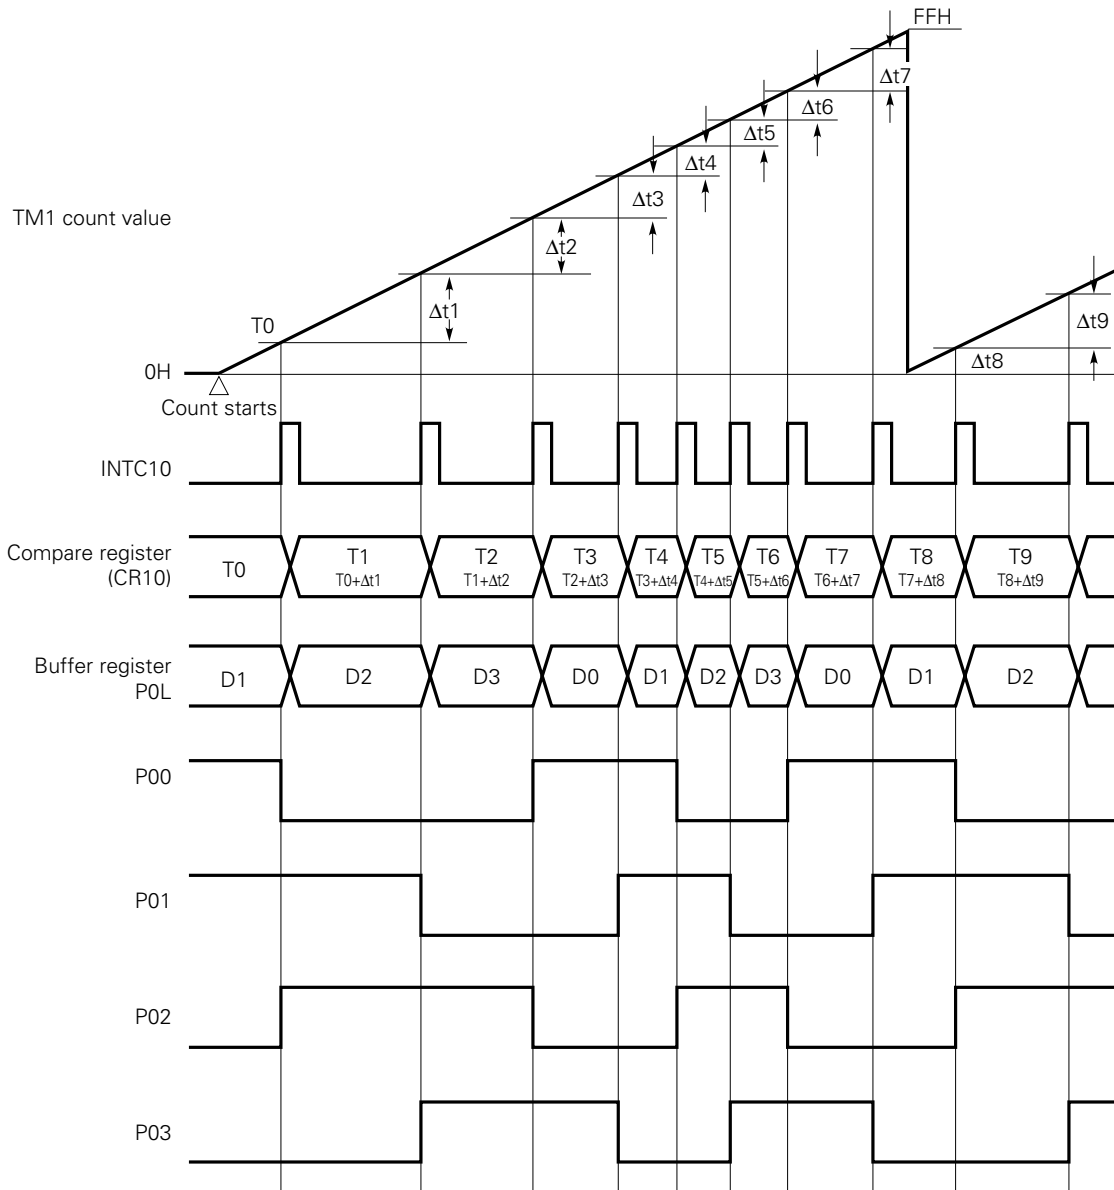 FFH
Δt7
Δt6
Δt5
Δt4
Δt3
TM1 count value
Δt2
Δt1
Δt9
T0
Δt8
0H
Count starts
INTC10
Compare register
(CR10)
T0
T1
T0+Δt1
T2
T1+Δt2
T3
T2+Δt3
T4
T3+Δt4
T5
T4+Δt5
T6
T5+Δt6
T7
T6+Δt7
T8
T7+Δt8
T9
T8+Δt9
Buffer register
P0L
D1 D2 D3 D0 D1 D2 D3 D0 D1 D2
P00
P01
P02
P03